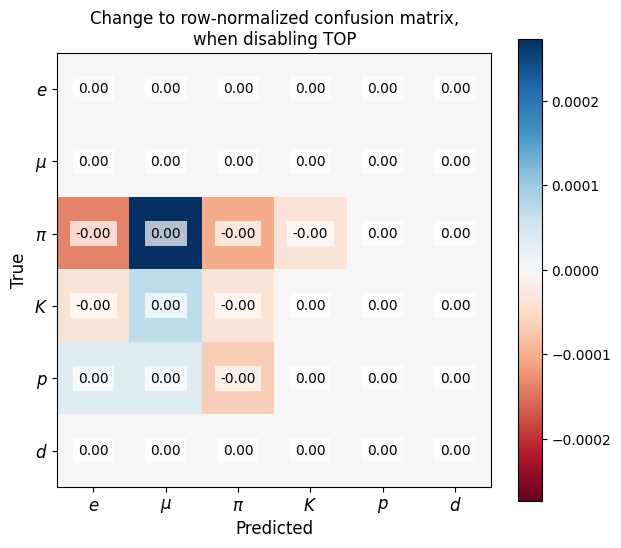 Change to row-normalized confusion matrix,
when disabling TOP
e 0.00 0.00 0.00 0.00 0.00 0.00
μ 0.00 0.00 0.00 0.00 0.00 0.00
π -0.00 0.00 -0.00 -0.00 0.00 0.00
K -0.00 0.00 -0.00 0.00 0.00 0.00
p 0.00 0.00 -0.00 0.00 0.00 0.00
d 0.00 0.00 0.00 0.00 0.00 0.00
e μ π K p d
Predicted
True
0.0002
0.0001
0.0000
−0.0001
−0.0002